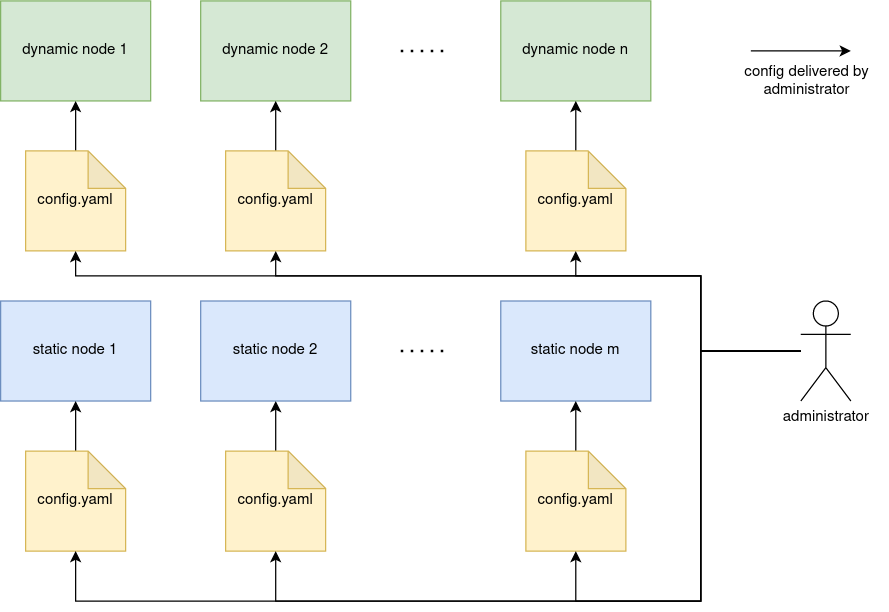 dynamic node 1
dynamic node 2
.....
dynamic node n
config delivered by
administrator
config.yaml
config.yaml
config.yaml
static node 1
static node 2
.....
static node m
administrator
config.yaml
config.yaml
config.yaml